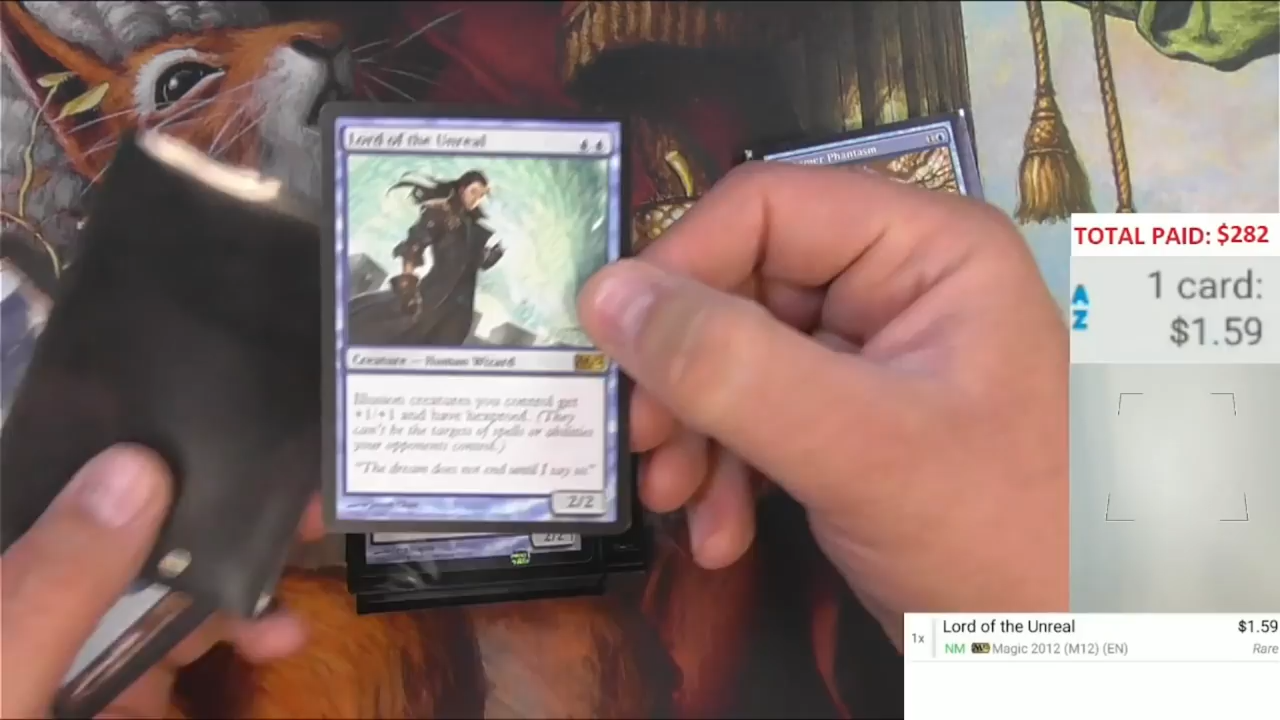 Lord of the Unreal
Creature — Human Wizard
Illusion creatures you control get
+1/+1 and have hexproof. (They
can't be the targets of spells or abilities
your opponents control.)
"The dream does not end until I say so"
2/2
Phantasm
2/2
TOTAL PAID: $282
A
Z
1 card:
$1.59
1x
Lord of the Unreal
$1.59
NM
Magic 2012 (M12) (EN)
Rare